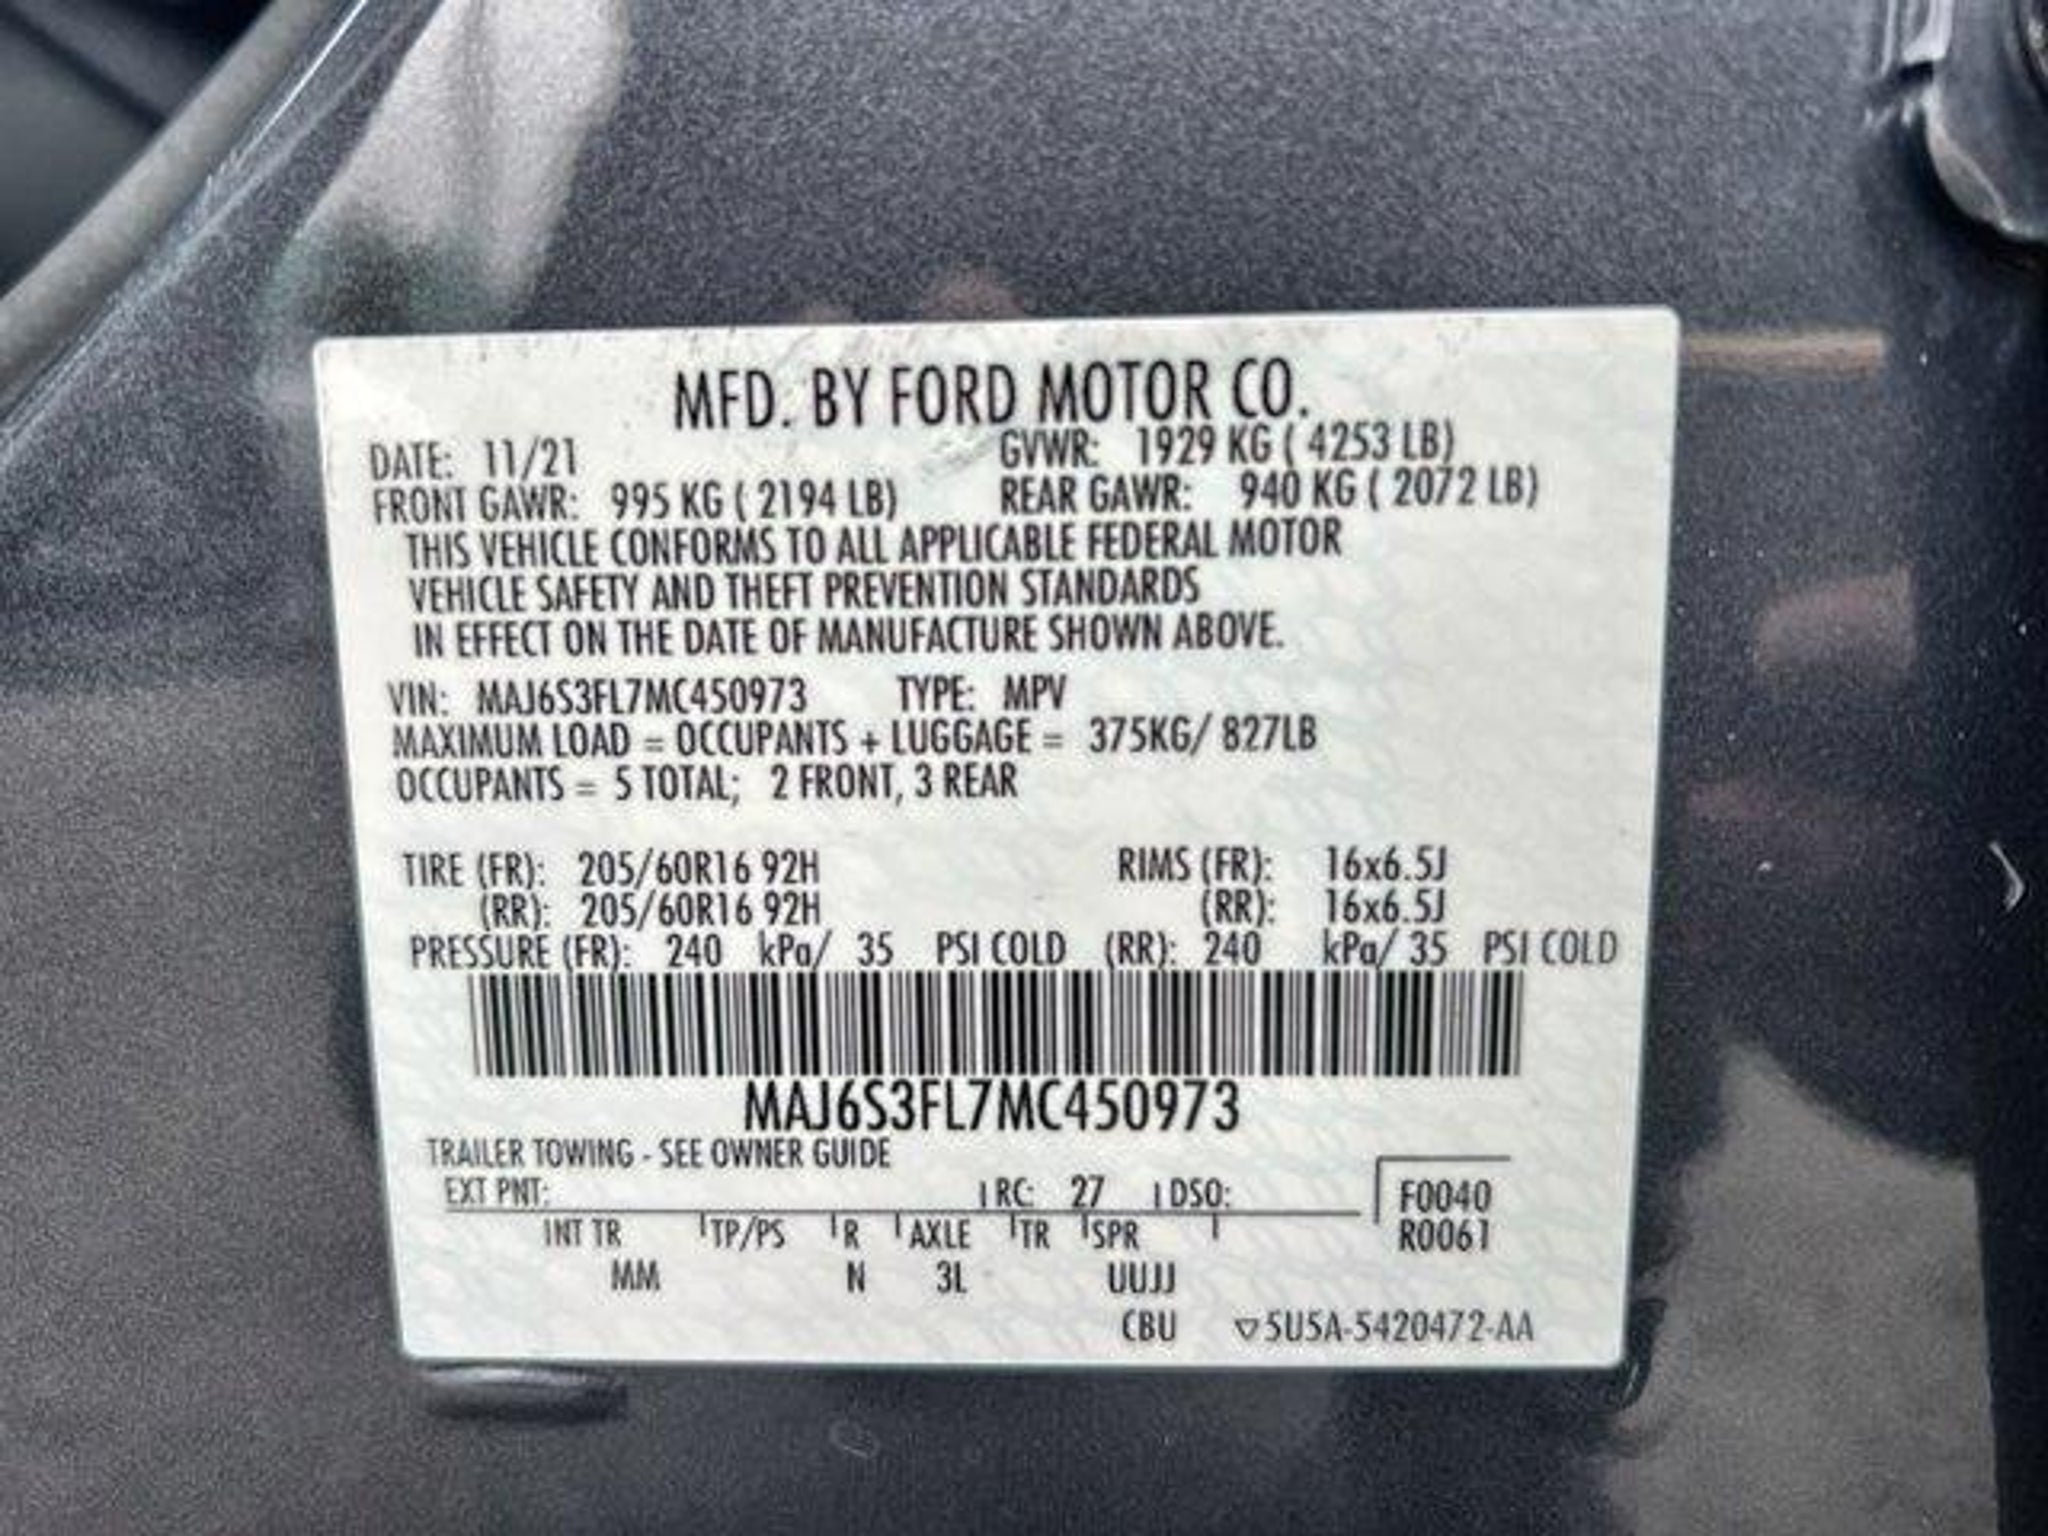 MFD. BY FORD MOTOR CO.
DATE: 11/21 GVWR: 1929 KG ( 4253 LB)
FRONT GAWR: 995 KG ( 2194 LB) REAR GAWR: 940 KG ( 2072 LB)
THIS VEHICLE CONFORMS TO ALL APPLICABLE FEDERAL MOTOR
VEHICLE SAFETY AND THEFT PREVENTION STANDARDS
IN EFFECT ON THE DATE OF MANUFACTURE SHOWN ABOVE.
VIN: MAJ6S3FL7MC450973 TYPE: MPV
MAXIMUM LOAD = OCCUPANTS + LUGGAGE = 375KG/ 827LB
OCCUPANTS = 5 TOTAL; 2 FRONT, 3 REAR
TIRE (FR): 205/60R16 92H RIMS (FR): 16x6.5J
(RR): 205/60R16 92H (RR): 16x6.5J
PRESSURE (FR): 240 kPa/ 35 PSI COLD (RR): 240 kPa/ 35 PSI COLD
MAJ6S3FL7MC450973
TRAILER TOWING - SEE OWNER GUIDE
EXT PNT: RC: 27 DSO: F0040
INT TR TP/PS R AXLE TR SPR R0061
MM N 3L UUJJ
CBU ▽5U5A-5420472-AA